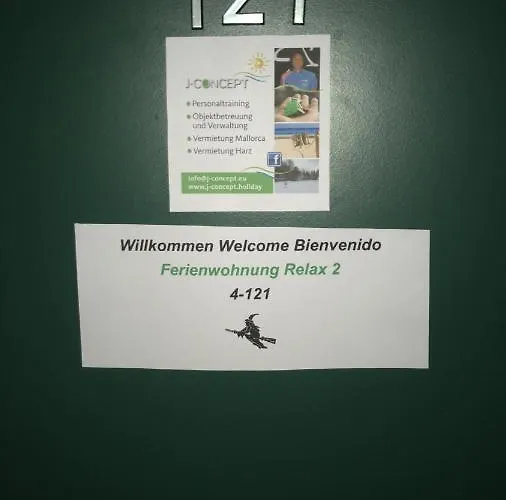 121
J-CONCEPT
• Personaltraining
• Objektbetreuung
und Verwaltung
• Vermietung Mallorca
• Vermietung Harz
f
info@j-concept.eu
www.j-concept.holiday
Willkommen Welcome Bienvenido
Ferienwohnung Relax 2
4-121